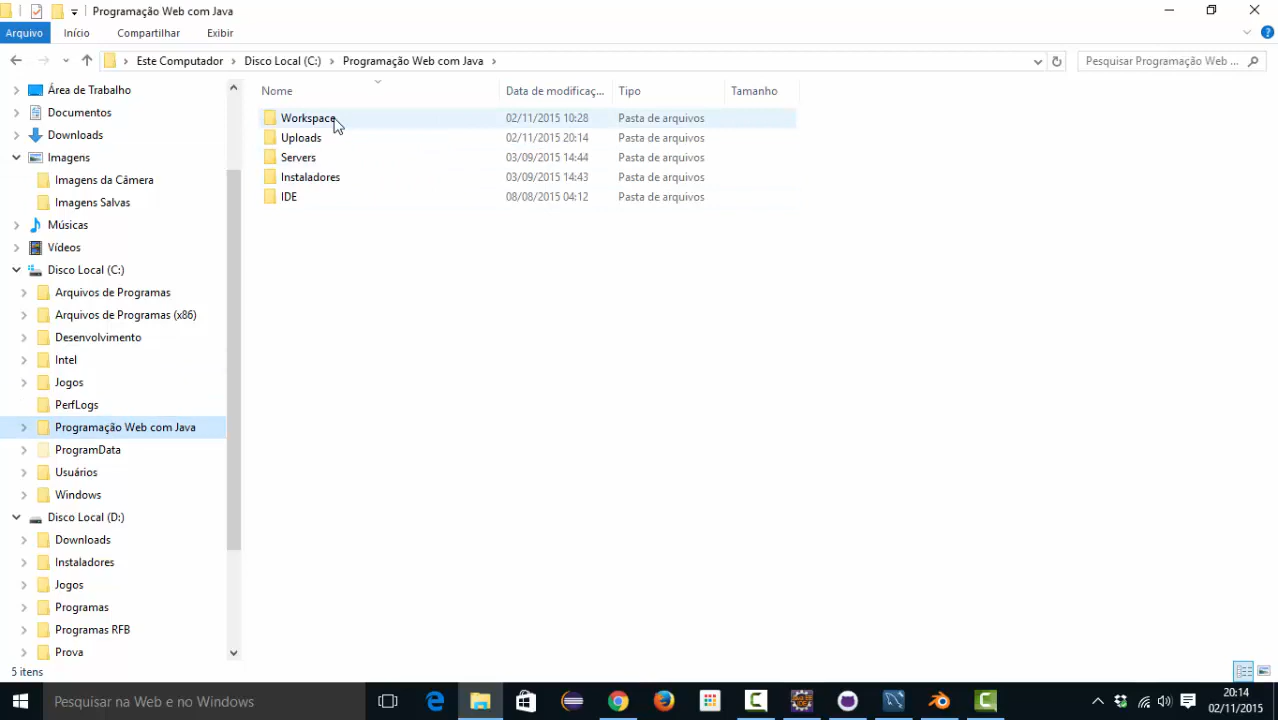 Programação Web com Java
Arquivo Início Compartilhar Exibir
Este Computador Disco Local (C:) Programação Web com Java Pesquisar Programação Web ...
Nome Data de modificaç... Tipo Tamanho
Workspace 02/11/2015 10:28 Pasta de arquivos
Uploads 02/11/2015 20:14 Pasta de arquivos
Servers 03/09/2015 14:44 Pasta de arquivos
Instaladores 03/09/2015 14:43 Pasta de arquivos
IDE 08/08/2015 04:12 Pasta de arquivos
Área de Trabalho
Documentos
Downloads
Imagens
Imagens da Câmera
Imagens Salvas
Músicas
Vídeos
Disco Local (C:)
Arquivos de Programas
Arquivos de Programas (x86)
Desenvolvimento
Intel
Jogos
PerfLogs
Programação Web com Java
ProgramData
Usuários
Windows
Disco Local (D:)
Downloads
Instaladores
Jogos
Programas
Programas RFB
Prova
5 itens
Pesquisar na Web e no Windows
20:14
02/11/2015